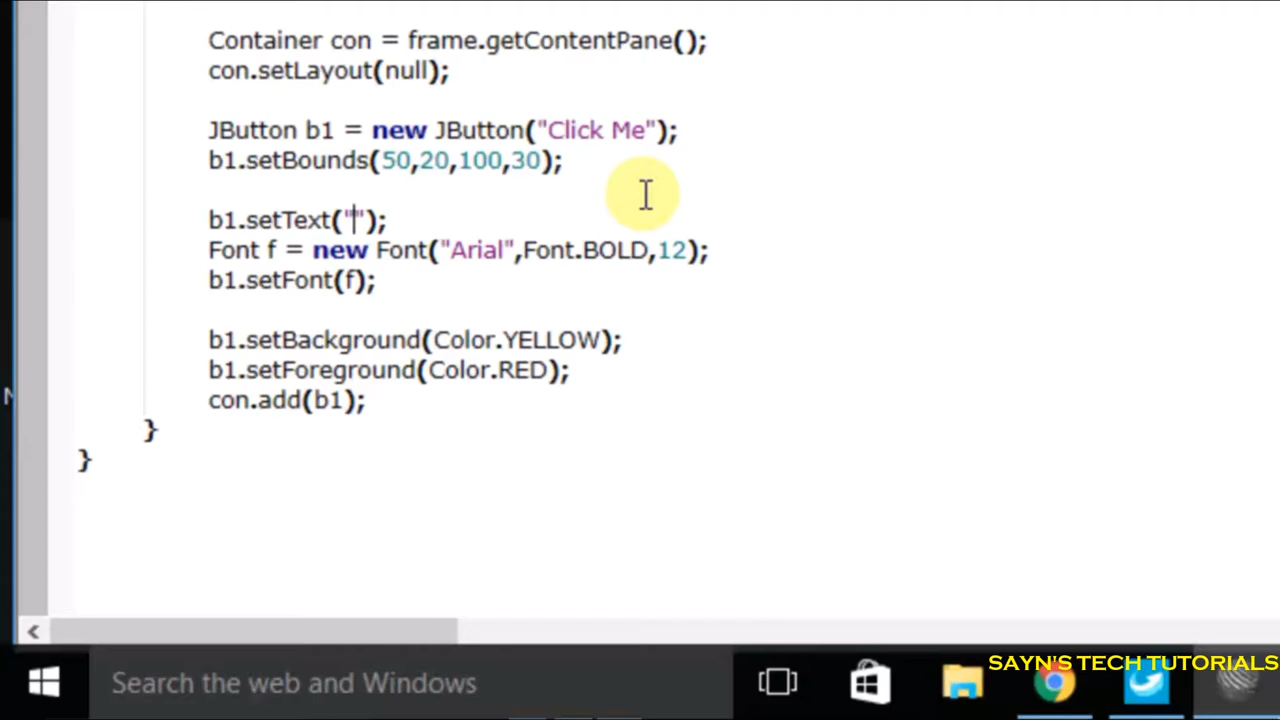 Container con = frame.getContentPane();
con.setLayout(null);
JButton b1 = new JButton("Click Me");
b1.setBounds(50,20,100,30);
b1.setText("");
Font f = new Font("Arial",Font.BOLD,12);
b1.setFont(f);
b1.setBackground(Color.YELLOW);
b1.setForeground(Color.RED);
con.add(b1);
}
}
SAYN'S TECH TUTORIALS
Search the web and Windows